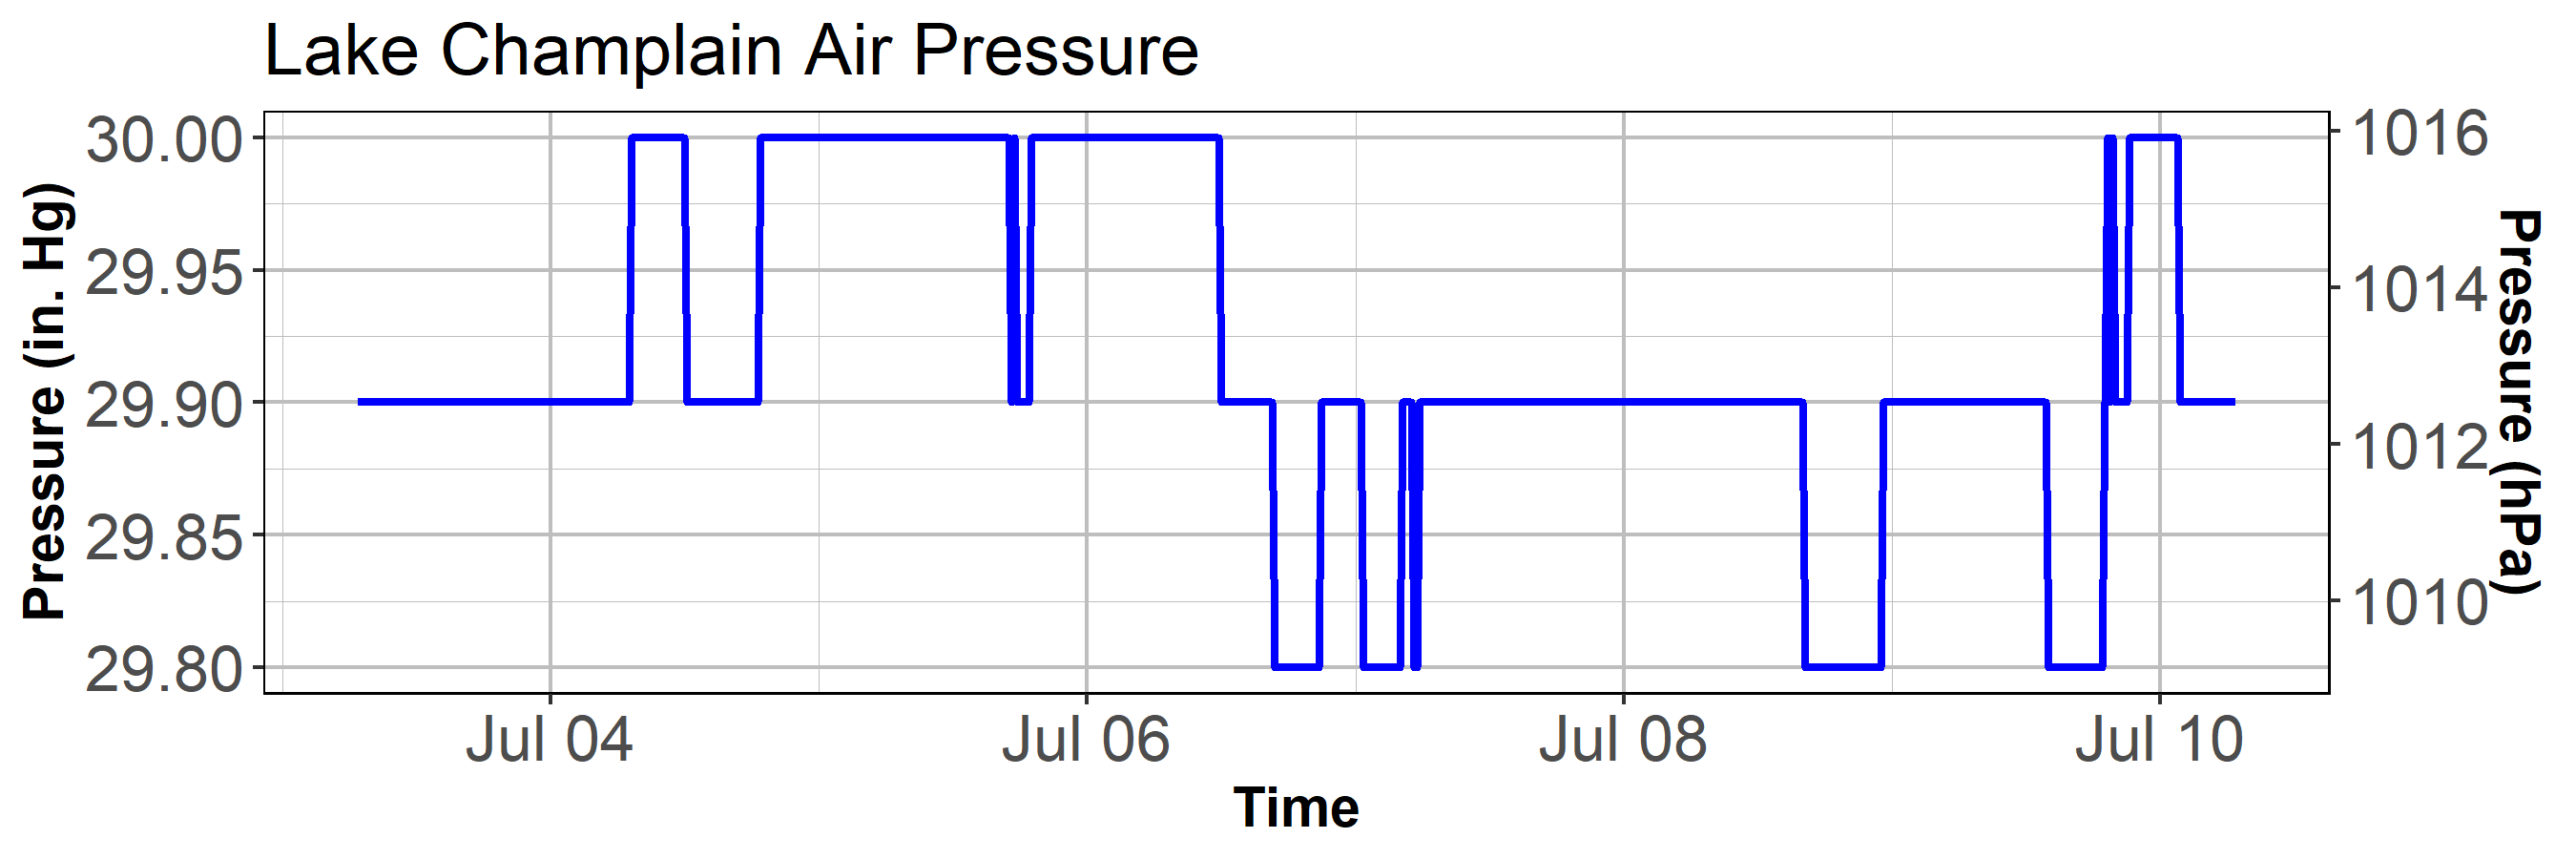 Lake Champlain Air Pressure
Pressure (in. Hg)
30.00
29.95
29.90
29.85
29.80
1016
1014
1012
1010
Pressure (hPa)
Jul 04 Jul 06 Jul 08 Jul 10
Time